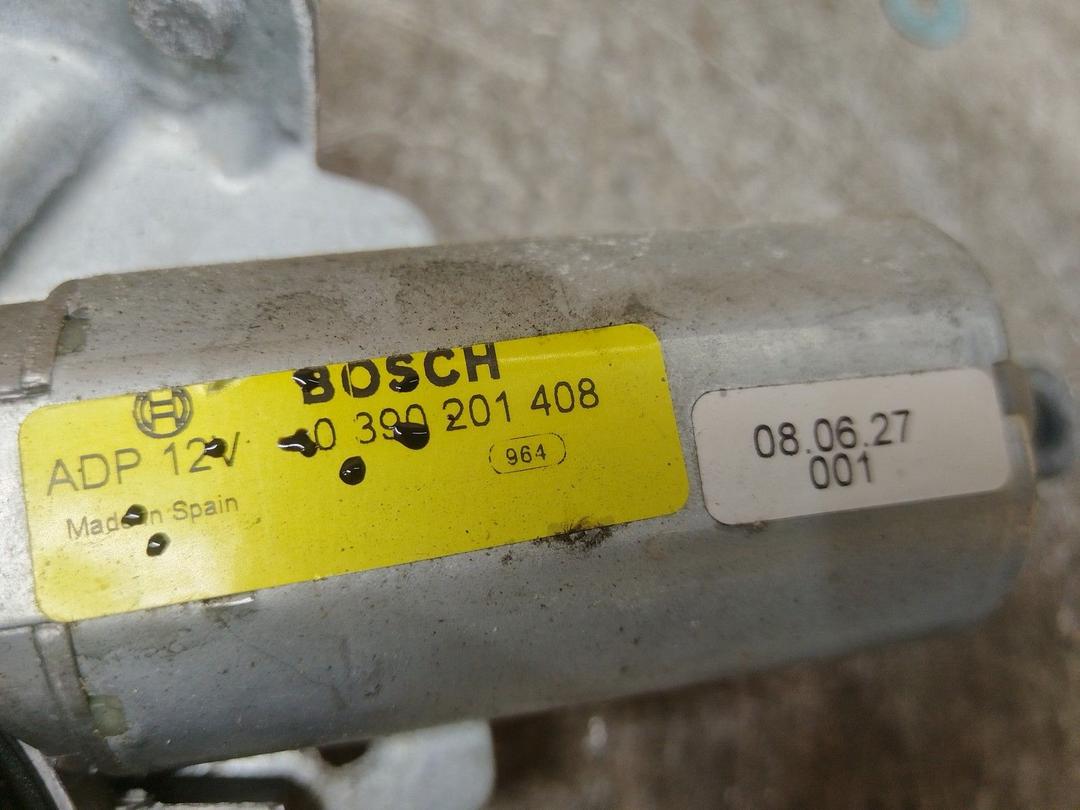 BOSCH
0 390 201 408
ADP 12V
964
Made in Spain
08.06.27
001